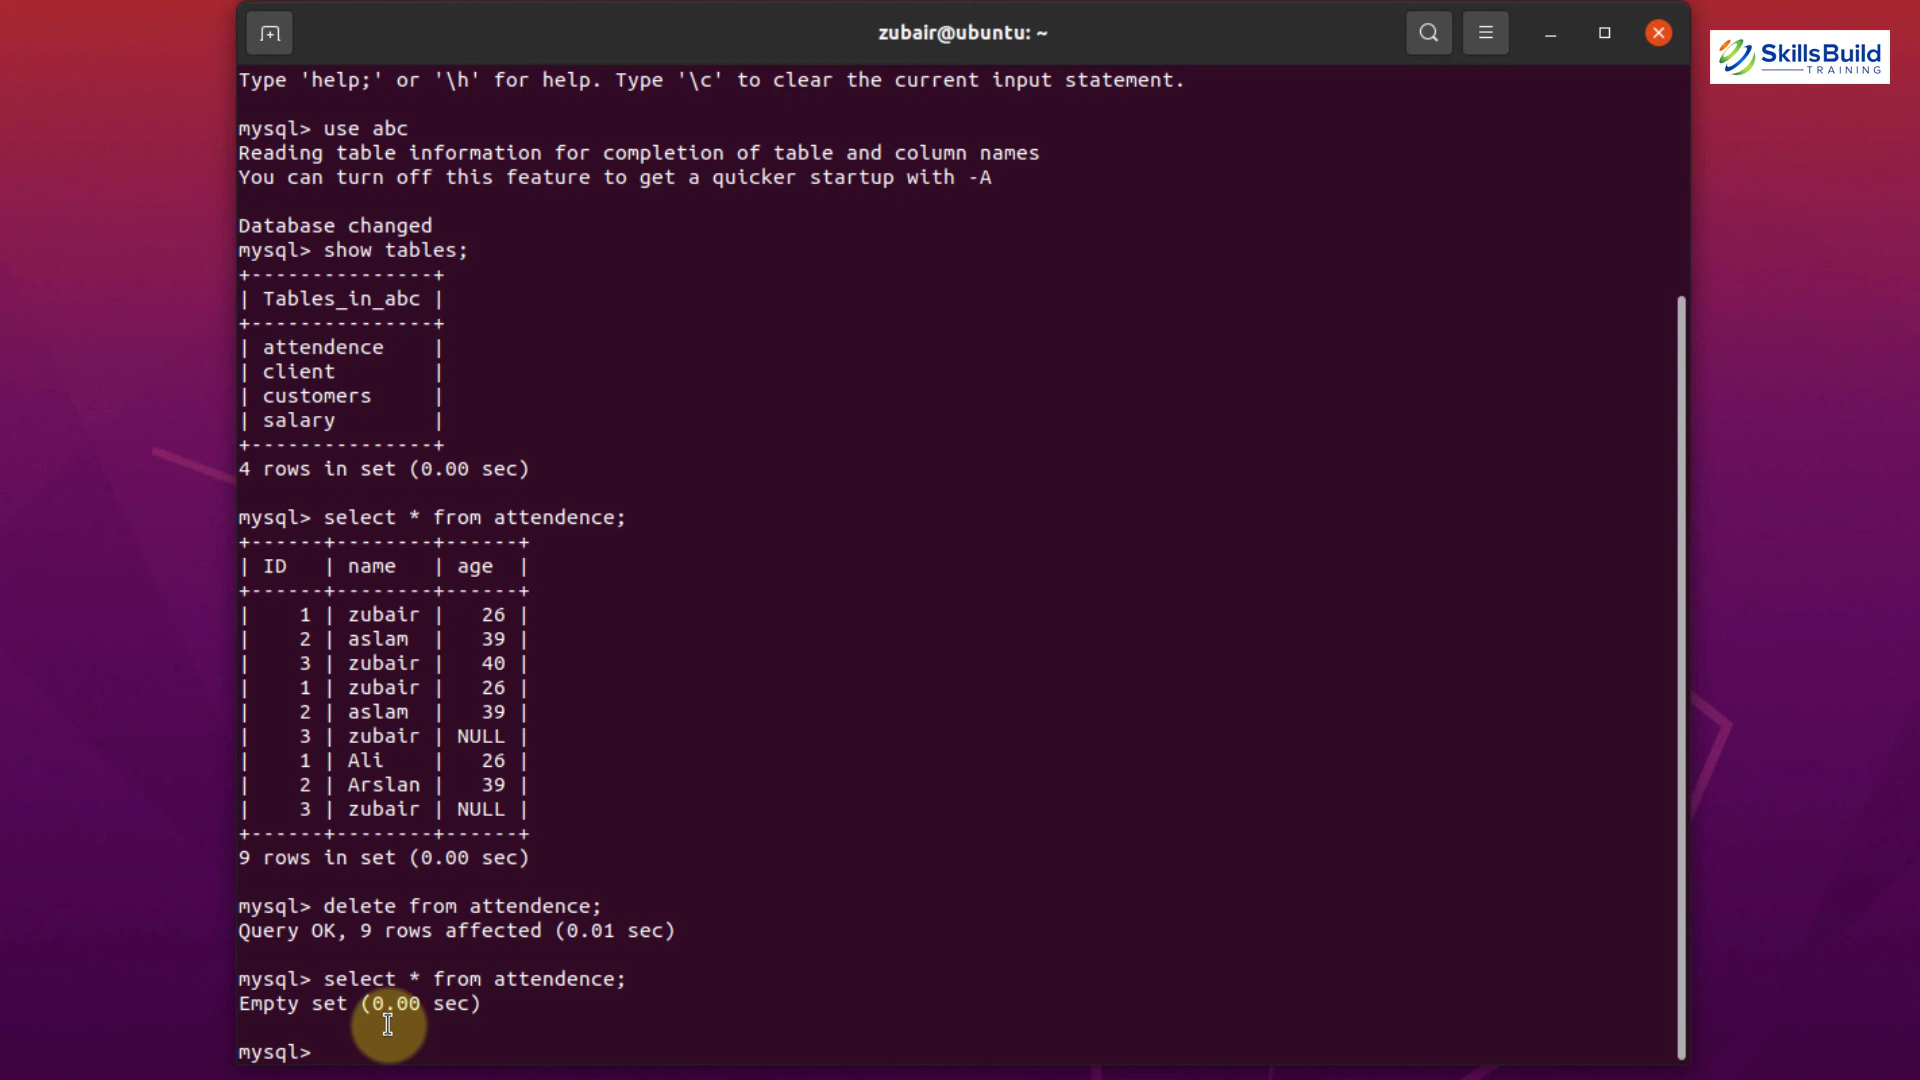 zubair@ubuntu: ~
SkillsBuild
TRAINING
Type 'help;' or '\h' for help. Type '\c' to clear the current input statement.
mysql> use abc
Reading table information for completion of table and column names
You can turn off this feature to get a quicker startup with -A
Database changed
mysql> show tables;
+---------------+
| Tables_in_abc |
+---------------+
| attendence    |
| client        |
| customers     |
| salary        |
+---------------+
4 rows in set (0.00 sec)
mysql> select * from attendence;
+------+--------+------+
| ID   | name   | age  |
+------+--------+------+
|    1 | zubair |   26 |
|    2 | aslam  |   39 |
|    3 | zubair |   40 |
|    1 | zubair |   26 |
|    2 | aslam  |   39 |
|    3 | zubair | NULL |
|    1 | Ali    |   26 |
|    2 | Arslan |   39 |
|    3 | zubair | NULL |
+------+--------+------+
9 rows in set (0.00 sec)
mysql> delete from attendence;
Query OK, 9 rows affected (0.01 sec)
mysql> select * from attendence;
Empty set (0.00 sec)
mysql>